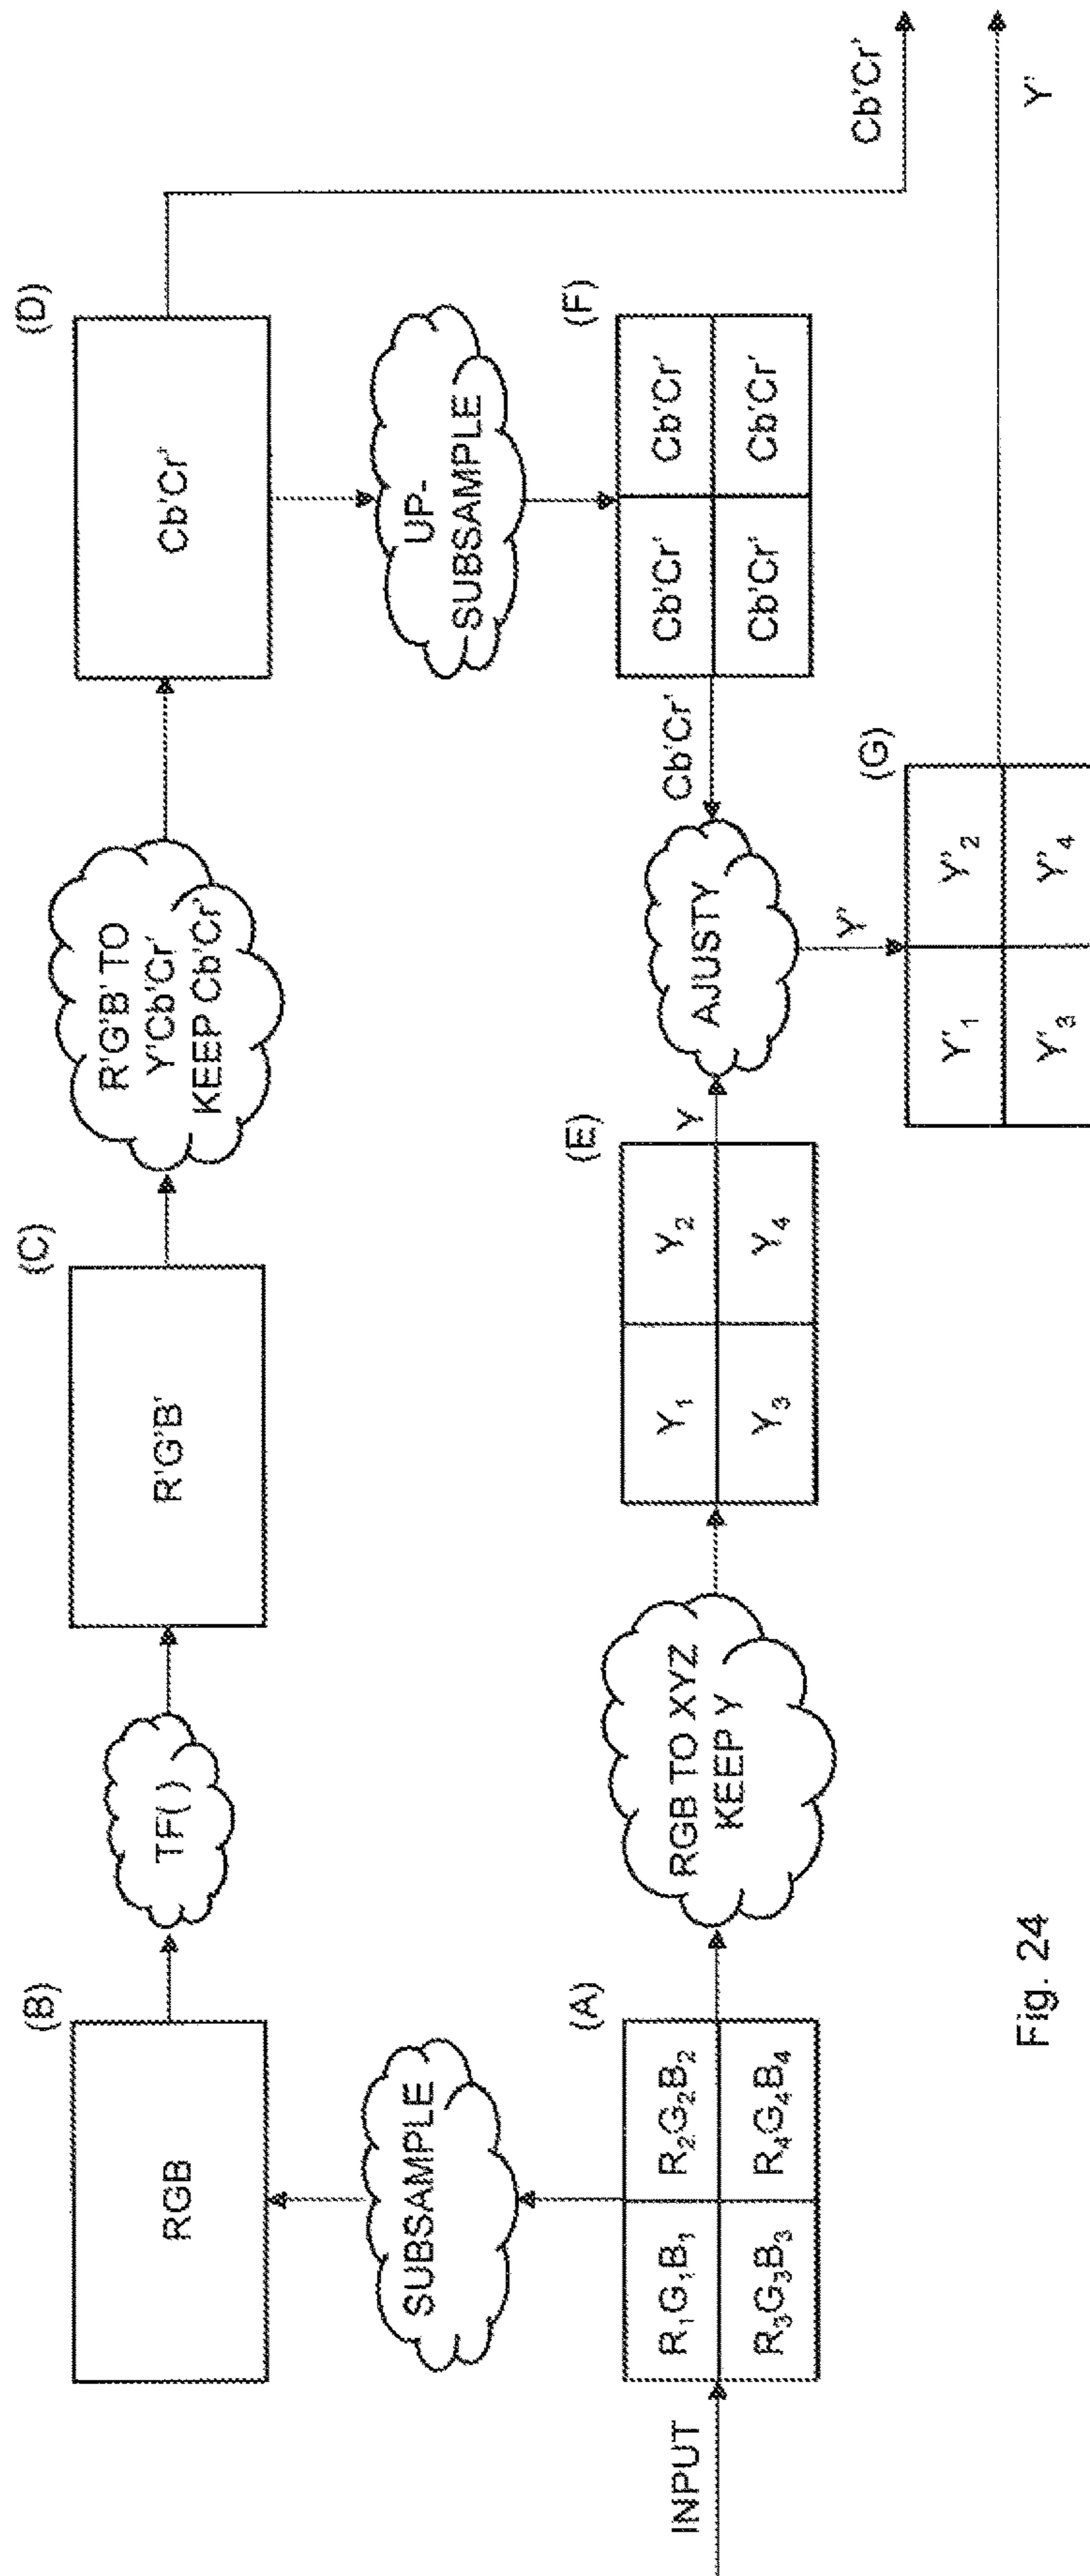 (B)
RGB
TF( )
(C)
R'G'B'
R'G'B' TO
Y'Cb'Cr'
KEEP Cb'Cr'
(D)
Cb'Cr'
SUBSAMPLE
UP-
SUBSAMPLE
Cb'Cr'
INPUT
(A)
R₁G₁B₁
R₂G₂B₂
R₃G₃B₃
R₄G₄B₄
RGB TO XYZ
KEEP Y
(E)
Y₁
Y₂
Y₃
Y₄
Y
AJUSTY
Cb'Cr'
(F)
Cb'Cr'
Cb'Cr'
Cb'Cr'
Cb'Cr'
Y'
(G)
Y'₁
Y'₂
Y'₃
Y'₄
Y'
Fig. 24